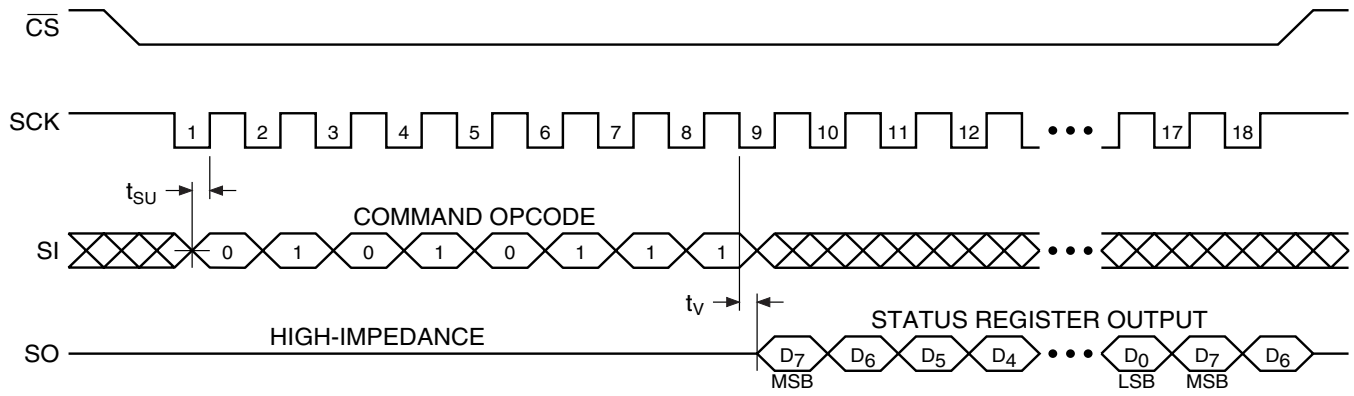 CS
SCK 1 2 3 4 5 6 7 8 9 10 11 12 17 18
tSU
COMMAND OPCODE
SI 0 1 0 1 0 1 1 1
tV
HIGH-IMPEDANCE
STATUS REGISTER OUTPUT
SO D7 D6 D5 D4 D0 D7 D6
MSB LSB MSB